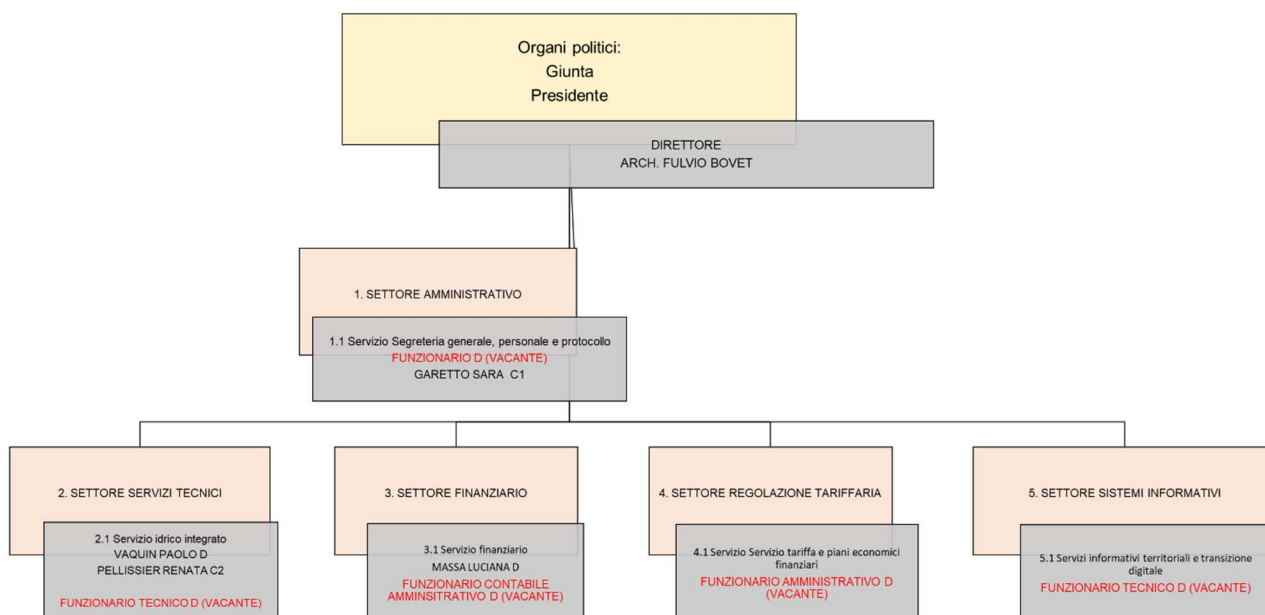 Organi politici:
Giunta
Presidente
DIRETTORE
ARCH. FULVIO BOVET
1. SETTORE AMMINISTRATIVO
1.1 Servizio Segreteria generale, personale e protocollo
FUNZIONARIO D (VACANTE)
GARETTO SARA C1
2. SETTORE SERVIZI TECNICI
2.1 Servizio idrico integrato
VAQUIN PAOLO D
PELLISSIER RENATA C2
FUNZIONARIO TECNICO D (VACANTE)
3. SETTORE FINANZIARIO
3.1 Servizio finanziario
MASSA LUCIANA D
FUNZIONARIO CONTABILE
AMMINSITRATIVO D (VACANTE)
4. SETTORE REGOLAZIONE TARIFFARIA
4.1 Servizio Servizio tariffa e piani economici
finanziari
FUNZIONARIO AMMINISTRATIVO D
(VACANTE)
5. SETTORE SISTEMI INFORMATIVI
5.1 Servizi informativi territoriali e transizione
digitale
FUNZIONARIO TECNICO D (VACANTE)